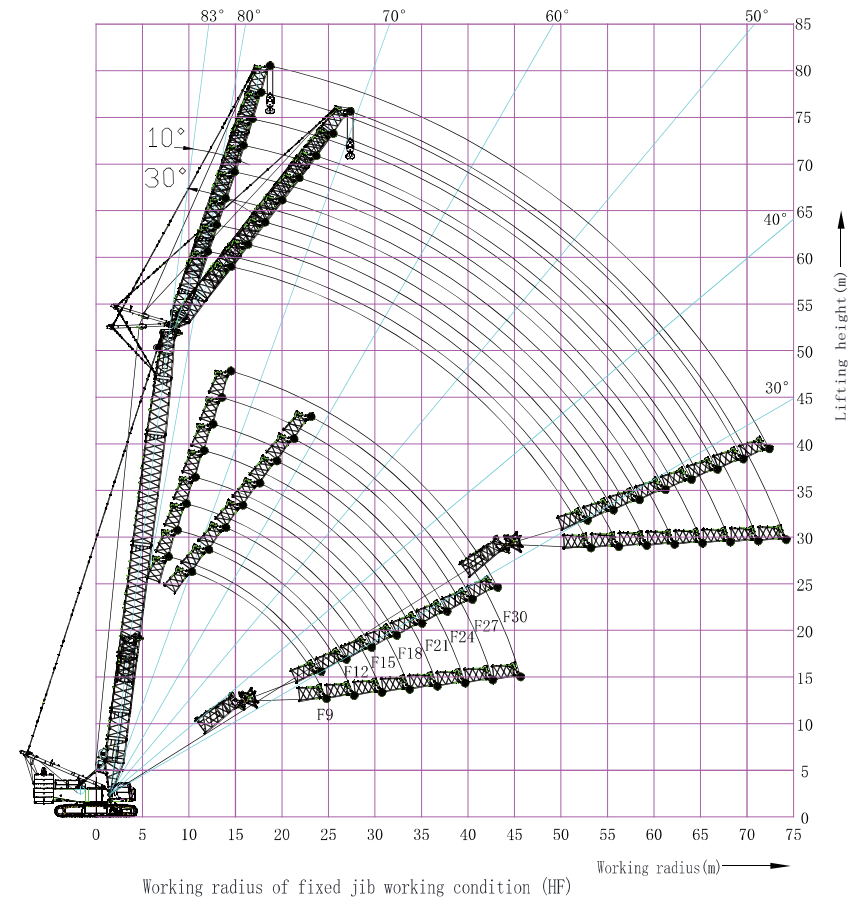 83° 80° 70° 60° 50°
85
80
75
10°
70
30°
65
40°
60
55
Lifting height(m)
50
45
30°
40
35
30
25
F30
20
F27
F24
F21
F18
F15
15
F12
F9
10
5
0
0 5 10 15 20 25 30 35 40 45 50 55 60 65 70 75
Working radius(m)
Working radius of fixed jib working condition (HF)